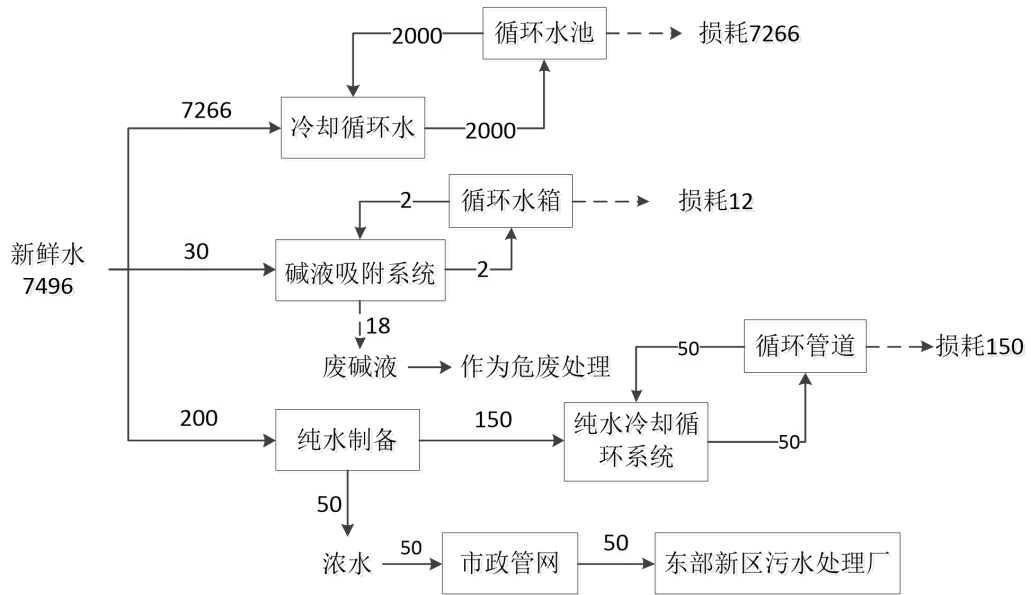 2000
循环水池
损耗7266
7266
冷却循环水
2000
2
循环水箱
损耗12
新鲜水
7496
30
碱液吸附系统
2
18
废碱液
作为危废处理
50
循环管道
损耗150
200
纯水制备
150
纯水冷却循
环系统
50
50
浓水
50
市政管网
50
东部新区污水处理厂